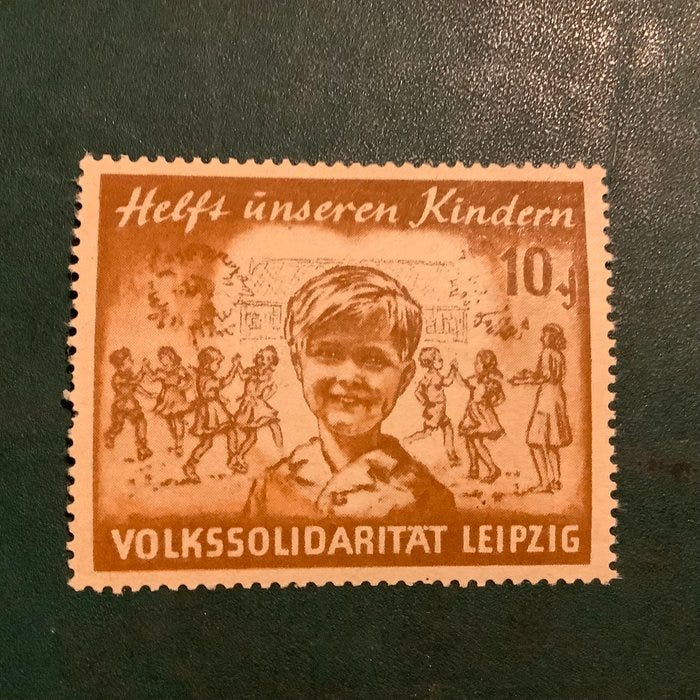 Helft unseren Kindern
10 ₰
VOLKSSOLIDARITÄT LEIPZIG